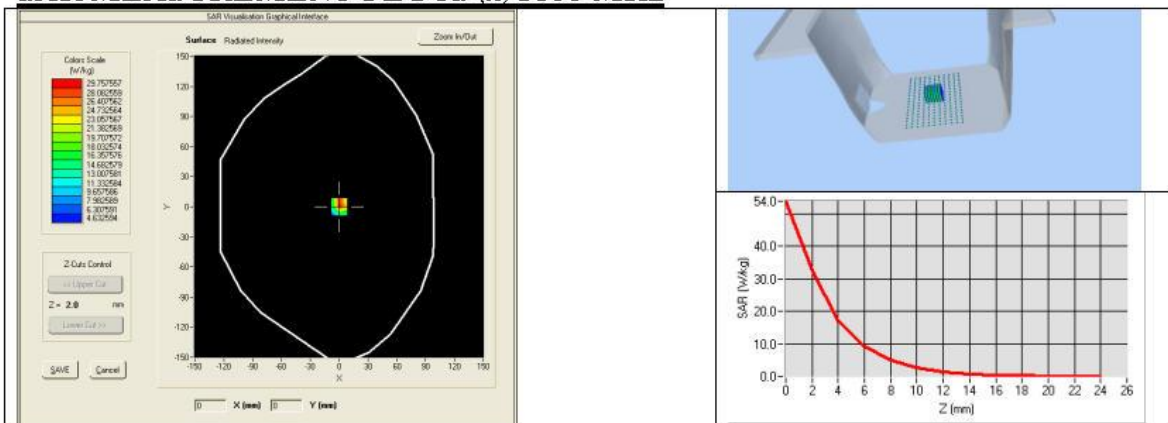 SAR Visualisation Graphical Interface
Surface Radiated Intensity
Zoom In/Out
Colors Scale
(W/kg)
29.757557
28.082559
26.407562
24.732564
23.057567
21.382569
19.707572
18.032574
16.357576
14.682579
13.007581
11.332584
9.657586
7.982589
6.307591
4.632594
Z-Cuts Control
<< Upper Cut
Z = 2.0 mm
Lower Cut >>
SAVE
Cancel
150
120
90
60
30
Y
0
-30
-60
-90
-120
-150
-150 -120 -90 -60 -30 0 30 60 90 120 150
X
0 X (mm) 0 Y (mm)
54.0
40.0
30.0
20.0
10.0
0.0
SAR (W/kg)
0 2 4 6 8 10 12 14 16 18 20 22 24 26
Z (mm)